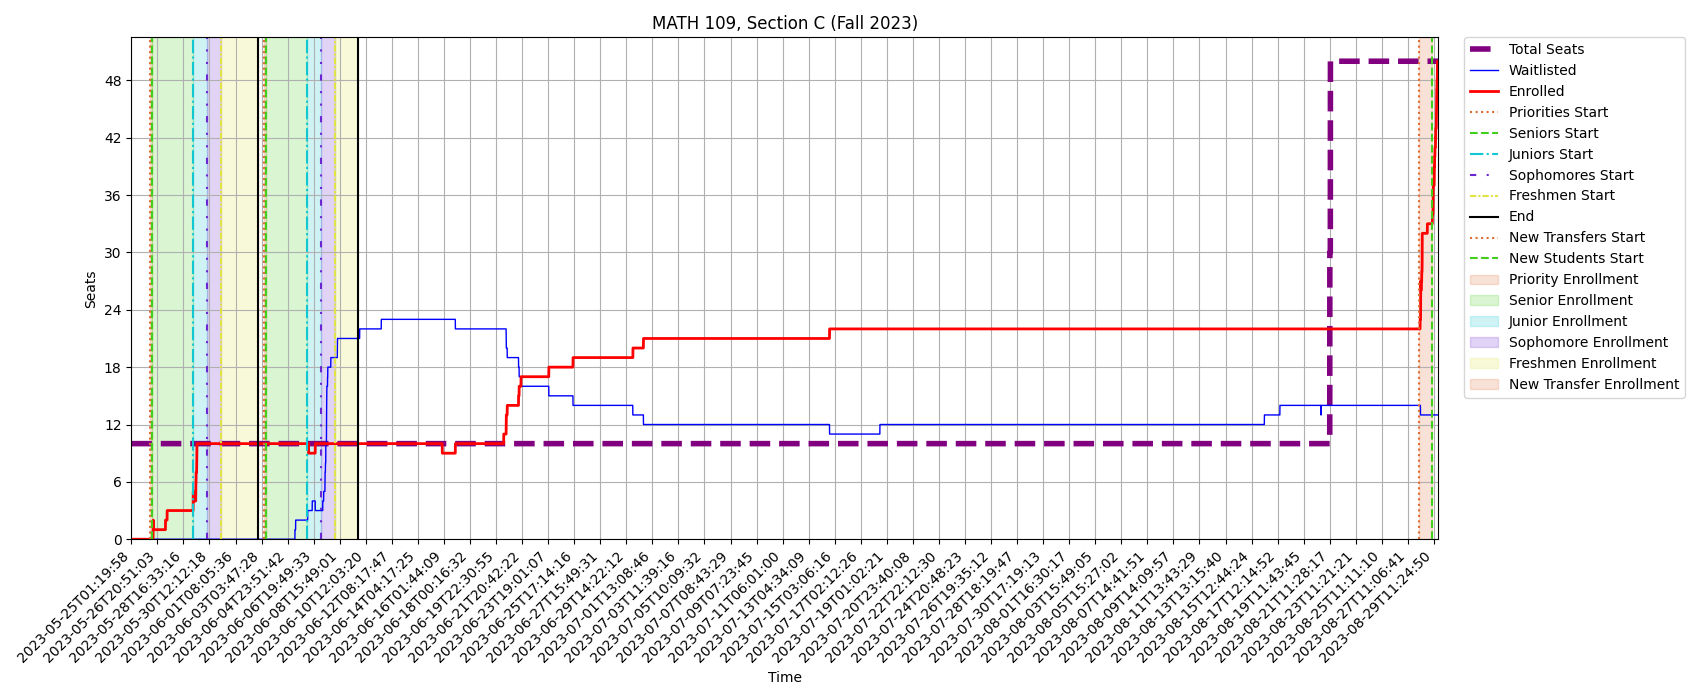 MATH 109, Section C (Fall 2023)
Seats
48
42
36
30
24
18
12
6
0
2023-05-25T01:19:58
2023-05-26T20:51:03
2023-05-28T16:33:16
2023-05-30T12:12:18
2023-06-01T08:05:36
2023-06-03T03:47:28
2023-06-04T23:51:42
2023-06-06T19:49:33
2023-06-08T15:49:01
2023-06-10T12:03:20
2023-06-12T08:17:47
2023-06-14T04:17:25
2023-06-16T01:44:09
2023-06-18T00:16:32
2023-06-19T22:30:55
2023-06-21T20:42:22
2023-06-23T19:01:07
2023-06-25T17:14:16
2023-06-27T15:49:31
2023-06-29T14:22:12
2023-07-01T13:08:46
2023-07-03T11:39:16
2023-07-05T10:09:32
2023-07-07T08:43:29
2023-07-09T07:23:45
2023-07-11T06:01:00
2023-07-13T04:34:09
2023-07-15T03:06:16
2023-07-17T02:12:26
2023-07-19T01:02:21
2023-07-20T23:40:08
2023-07-22T22:12:30
2023-07-24T20:48:23
2023-07-26T19:35:12
2023-07-28T18:19:47
2023-07-30T17:19:13
2023-08-01T16:30:17
2023-08-03T15:49:05
2023-08-05T15:27:02
2023-08-07T14:41:51
2023-08-09T14:09:57
2023-08-11T13:43:29
2023-08-13T13:15:40
2023-08-15T12:44:24
2023-08-17T12:14:52
2023-08-19T11:43:45
2023-08-21T11:28:17
2023-08-23T11:21:21
2023-08-25T11:11:10
2023-08-27T11:06:41
2023-08-29T11:24:50
Time
Total Seats
Waitlisted
Enrolled
Priorities Start
Seniors Start
Juniors Start
Sophomores Start
Freshmen Start
End
New Transfers Start
New Students Start
Priority Enrollment
Senior Enrollment
Junior Enrollment
Sophomore Enrollment
Freshmen Enrollment
New Transfer Enrollment